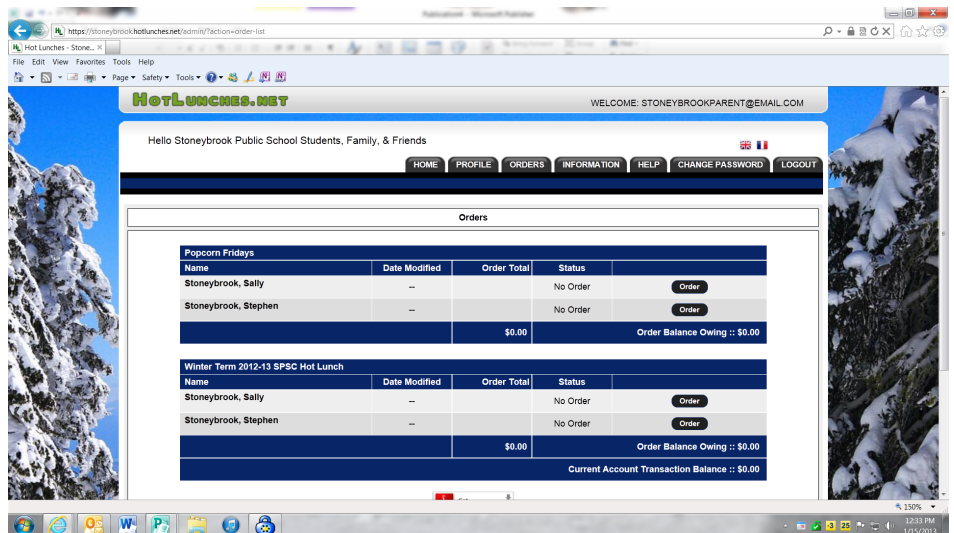 Publication4 - Microsoft Publisher
https://stoneybrook.hotlunches.net/admin/?action=order-list
Hot Lunches - Stone... ×
File Edit View Favorites Tools Help
Page Safety Tools
HotLunches.net
WELCOME: STONEYBROOKPARENT@EMAIL.COM
Hello Stoneybrook Public School Students, Family, & Friends
HOME PROFILE ORDERS INFORMATION HELP CHANGE PASSWORD LOGOUT
Orders
Popcorn Fridays
Name Date Modified Order Total Status
Stoneybrook, Sally -- No Order Order
Stoneybrook, Stephen -- No Order Order
$0.00 Order Balance Owing :: $0.00
Winter Term 2012-13 SPSC Hot Lunch
Name Date Modified Order Total Status
Stoneybrook, Sally -- No Order Order
Stoneybrook, Stephen -- No Order Order
$0.00 Order Balance Owing :: $0.00
Current Account Transaction Balance :: $0.00
150%
-3 25 12:33 PM
1/15/2013